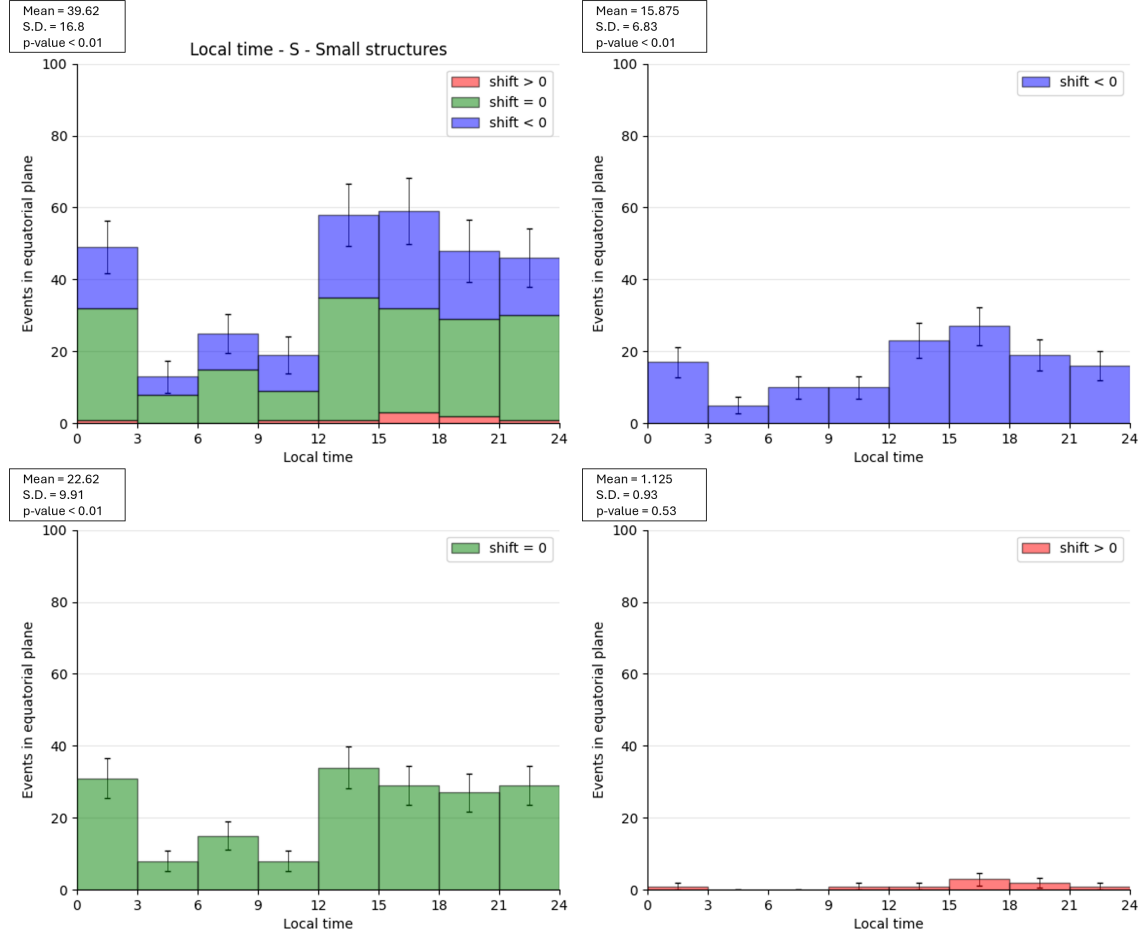 Mean = 39.62
S.D. = 16.8
p-value < 0.01
Local time - S - Small structures
100
80
60
40
20
0
Events in equatorial plane
shift > 0
shift = 0
shift < 0
0 3 6 9 12 15 18 21 24
Local time
Mean = 15.875
S.D. = 6.83
p-value < 0.01
100
80
60
40
20
0
Events in equatorial plane
shift < 0
0 3 6 9 12 15 18 21 24
Local time
Mean = 22.62
S.D. = 9.91
p-value < 0.01
100
80
60
40
20
0
Events in equatorial plane
shift = 0
0 3 6 9 12 15 18 21 24
Local time
Mean = 1.125
S.D. = 0.93
p-value = 0.53
100
80
60
40
20
0
Events in equatorial plane
shift > 0
0 3 6 9 12 15 18 21 24
Local time